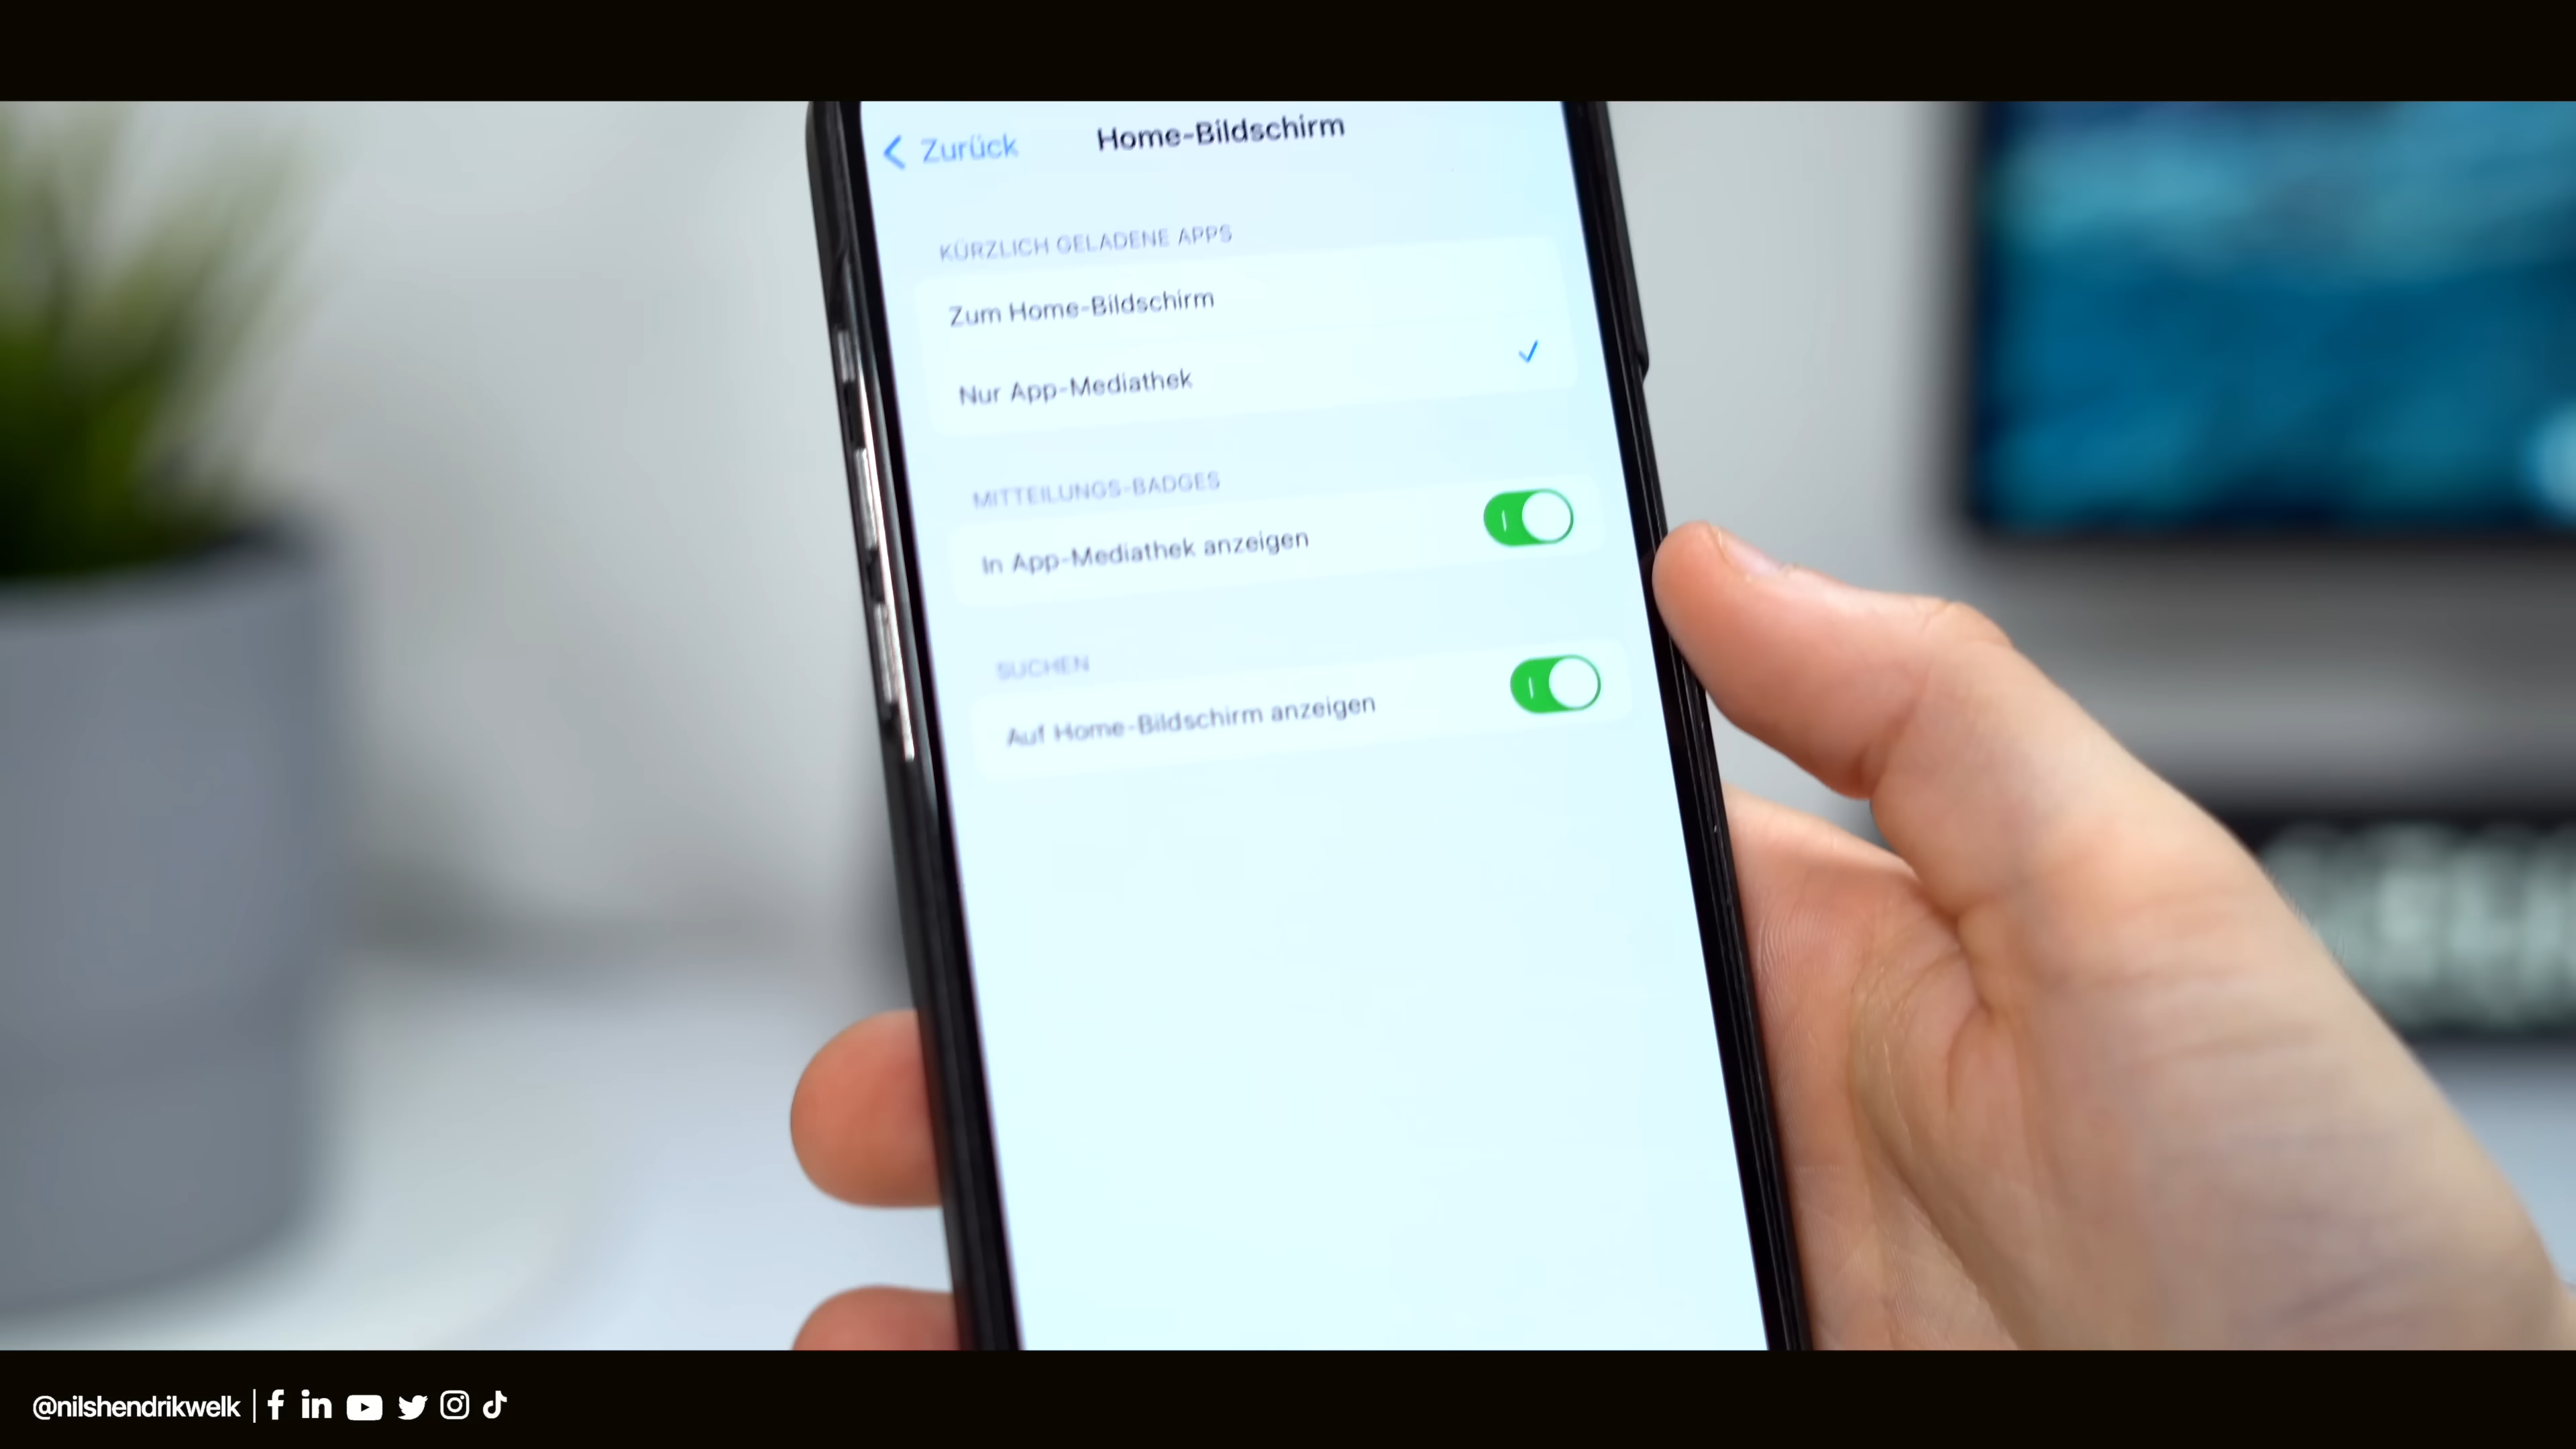 Zurück Home-Bildschirm
KÜRZLICH GELADENE APPS
Zum Home-Bildschirm
Nur App-Mediathek
MITTEILUNGS-BADGES
In App-Mediathek anzeigen
SUCHEN
Auf Home-Bildschirm anzeigen
@nilshendrikwelk